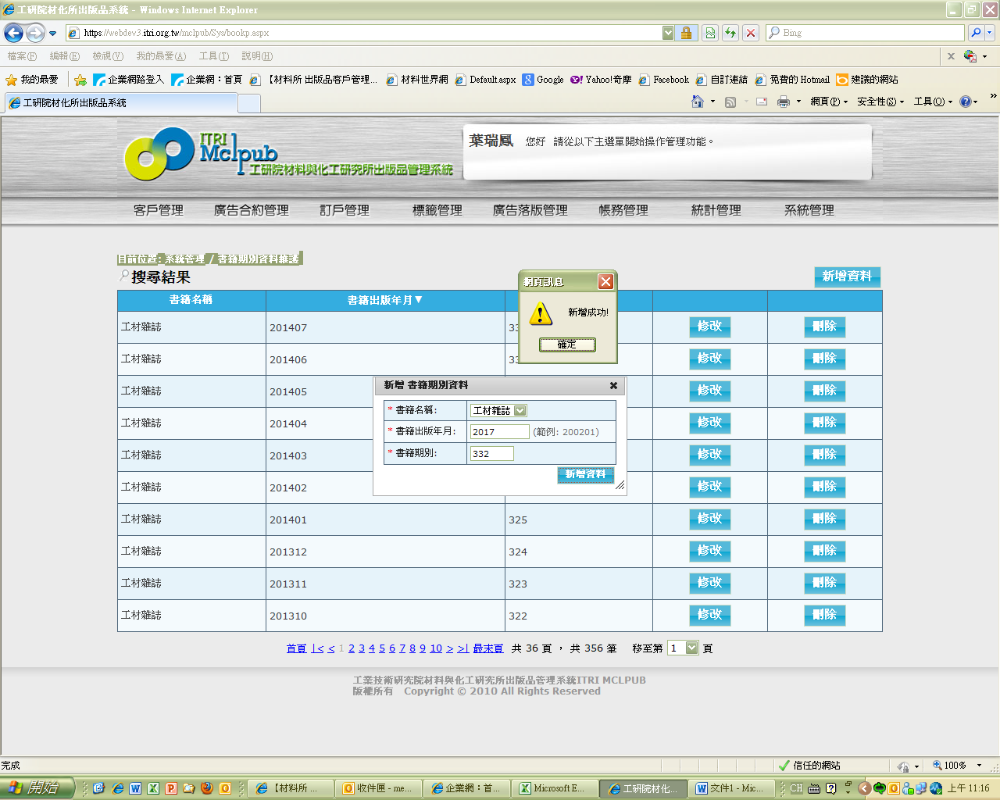 工研院材化所出版品系統 - Windows Internet Explorer
https://webdev3.itri.org.tw/mclpub/Sys/bookp.aspx
Bing
檔案(F) 編輯(E) 檢視(V) 我的最愛(A) 工具(T) 說明(H)
我的最愛 企業網路登入 企業網：首頁 【材料所 出版品客戶管理... 材料世界網 Default.aspx Google Yahoo!奇摩 Facebook 自訂連結 免費的 Hotmail 建議的網站
工研院材化所出版品系統 網頁(P) 安全性(S) 工具(O) »
ITRI
Mclpub
工研院材料與化工研究所出版品管理系統
葉瑞鳳 您好 請從以下主選單開始操作管理功能。
客戶管理 廣告合約管理 訂戶管理 標籤管理 廣告落版管理 帳務管理 統計管理 系統管理
目前位置: 系統管理 / 書籍期別資料維護
搜尋結果 新增資料
書籍名稱 書籍出版年月▼
工材雜誌 201407 33 修改 刪除
工材雜誌 201406 33 修改 刪除
工材雜誌 201405 修改 刪除
工材雜誌 201404 修改 刪除
工材雜誌 201403 修改 刪除
工材雜誌 201402 修改 刪除
工材雜誌 201401 325 修改 刪除
工材雜誌 201312 324 修改 刪除
工材雜誌 201311 323 修改 刪除
工材雜誌 201310 322 修改 刪除
網頁訊息
新增成功!
確定
新增 書籍期別資料
* 書籍名稱: 工材雜誌
* 書籍出版年月: 2017 (範例: 200201)
* 書籍期別: 332
新增資料
首頁 |< < 1 2 3 4 5 6 7 8 9 10 > >| 最末頁 共 36 頁 ， 共 356 筆 移至第 1 頁
工業技術研究院材料與化工研究所出版品管理系統ITRI MCLPUB
版權所有 Copyright © 2010 All Rights Reserved
完成 信任的網站 100%
開始 【材料所 ... 收件匣 - me... 企業網：首... Microsoft E... 工研院材化... 文件1 - Mic... CH 上午 11:16